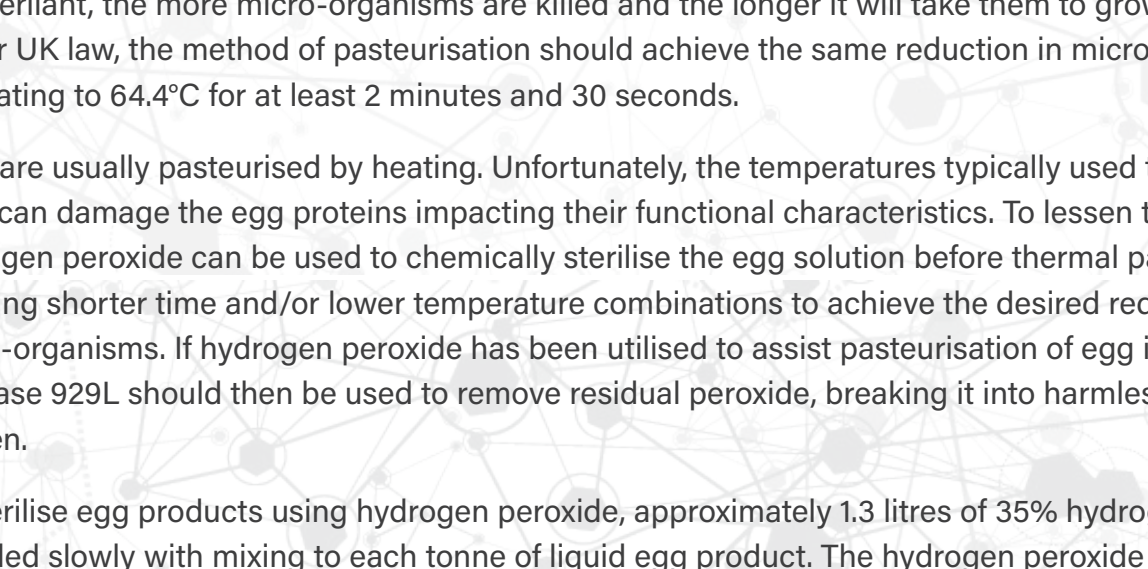 erilant, the more micro-organisms are killed and the longer it will take them to grow
r UK law, the method of pasteurisation should achieve the same reduction in micro
ating to 64.4°C for at least 2 minutes and 30 seconds.
are usually pasteurised by heating. Unfortunately, the temperatures typically used t
can damage the egg proteins impacting their functional characteristics. To lessen t
gen peroxide can be used to chemically sterilise the egg solution before thermal pa
ing shorter time and/or lower temperature combinations to achieve the desired red
-organisms. If hydrogen peroxide has been utilised to assist pasteurisation of egg i
ase 929L should then be used to remove residual peroxide, breaking it into harmles
en.
erilise egg products using hydrogen peroxide, approximately 1.3 litres of 35% hydro
led slowly with mixing to each tonne of liquid egg product. The hydrogen peroxide